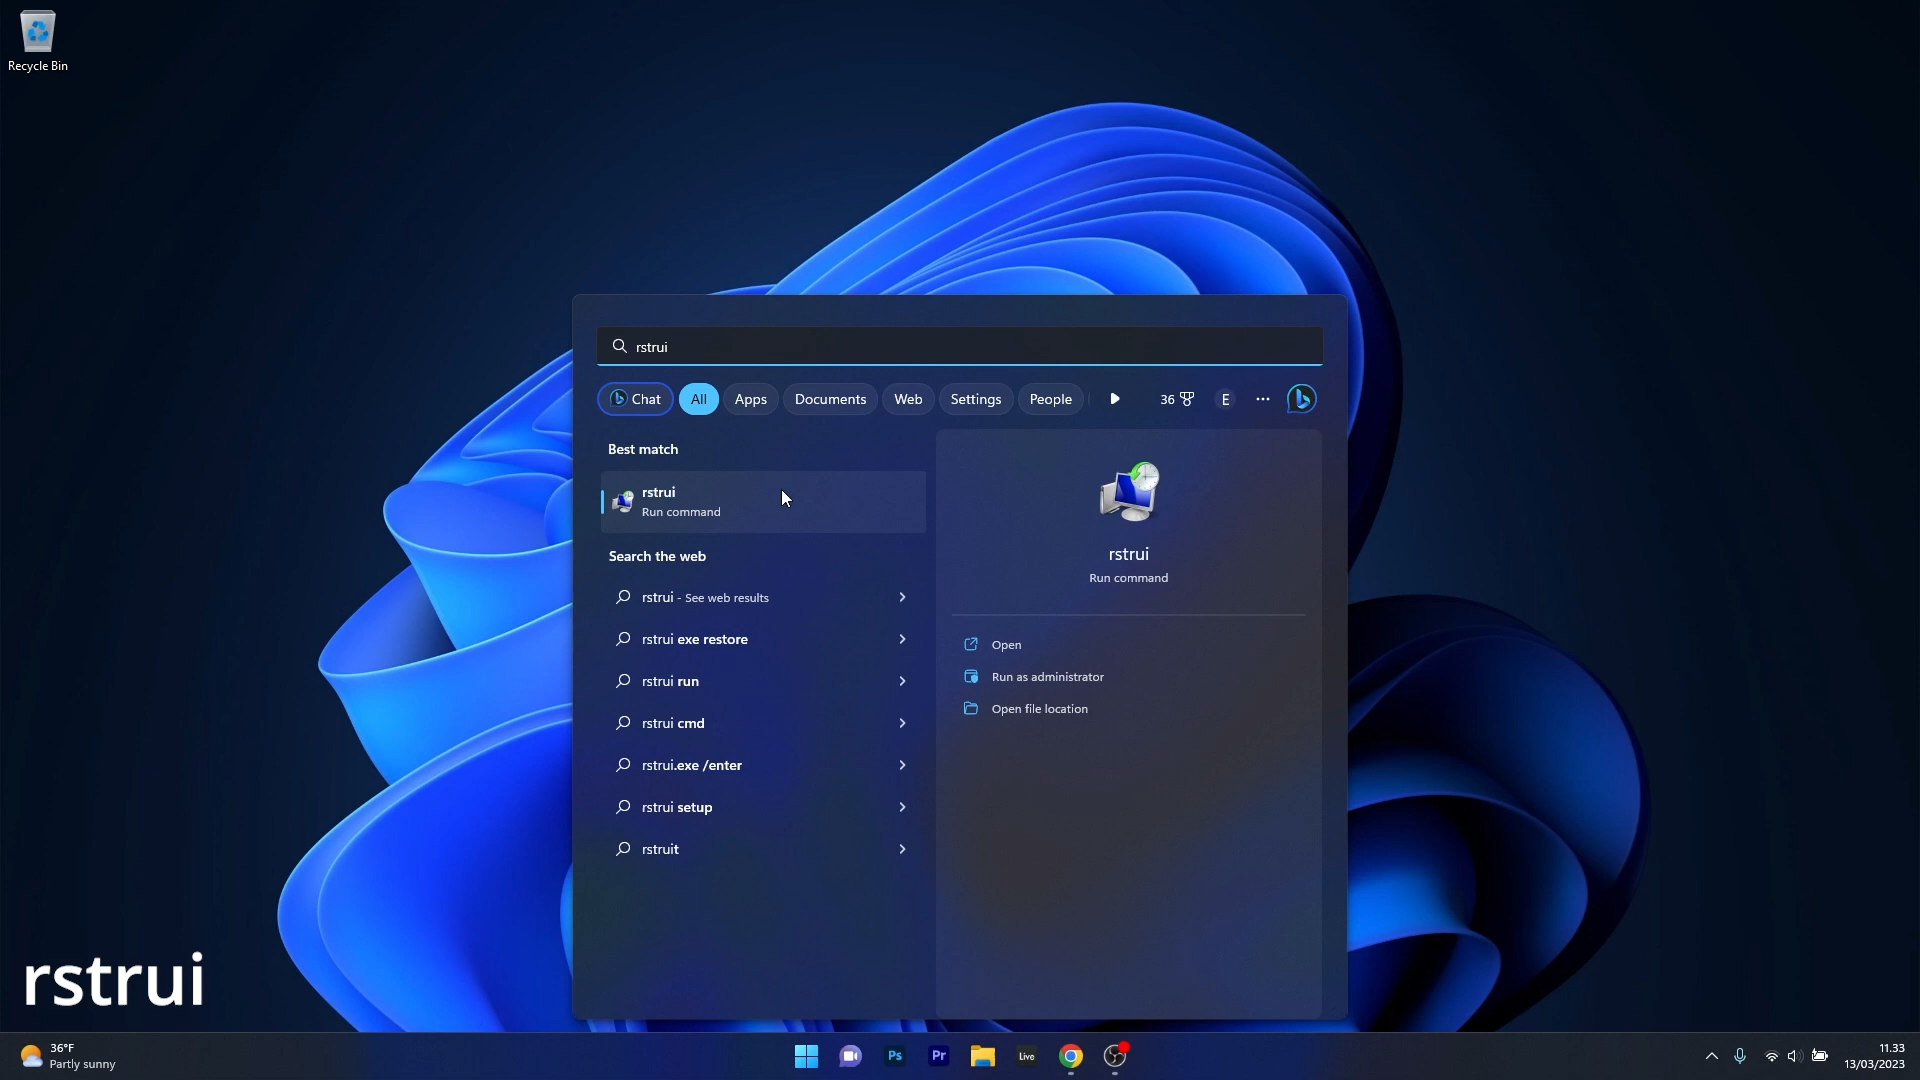 Recycle Bin
rstrui
Chat
All
Apps
Documents
Web
Settings
People
36
E
Best match
rstrui
Run command
Search the web
rstrui - See web results
rstrui exe restore
rstrui run
rstrui cmd
rstrui.exe /enter
rstrui setup
rstruit
rstrui
Run command
Open
Run as administrator
Open file location
rstrui
36°F
Partly sunny
Ps
Pr
Live
11.33
13/03/2023